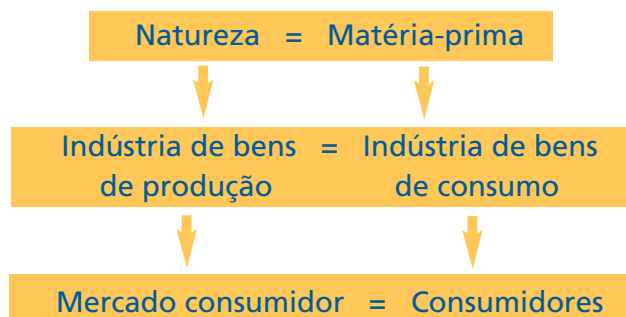 Natureza = Matéria-prima
Indústria de bens = Indústria de bens
de produção de consumo
Mercado consumidor = Consumidores